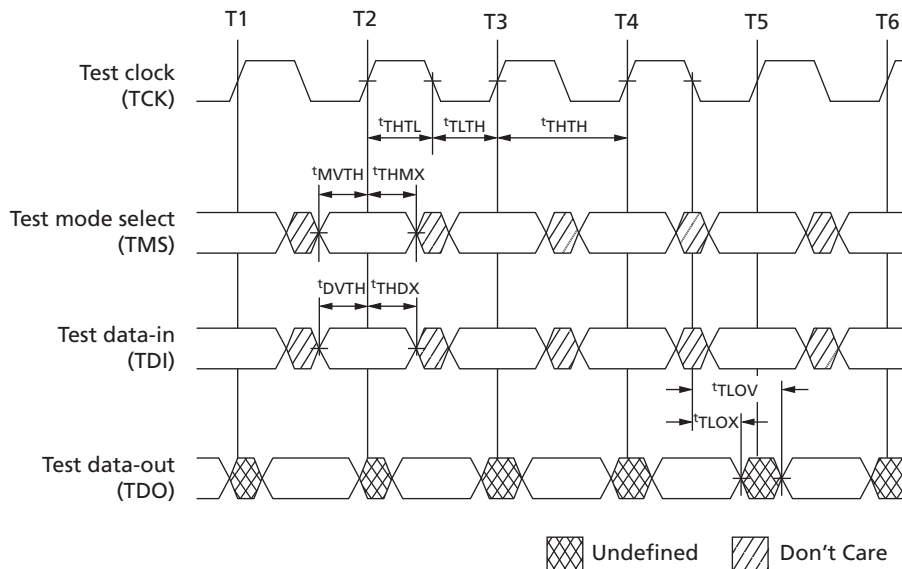 T1 T2 T3 T4 T5 T6
Test clock
(TCK)
tTHTL tTLTH tTHTH
tMVTH tTHMX
Test mode select
(TMS)
tDVTH tTHDX
Test data-in
(TDI)
tTLOV
tTLOX
Test data-out
(TDO)
Undefined Don't Care